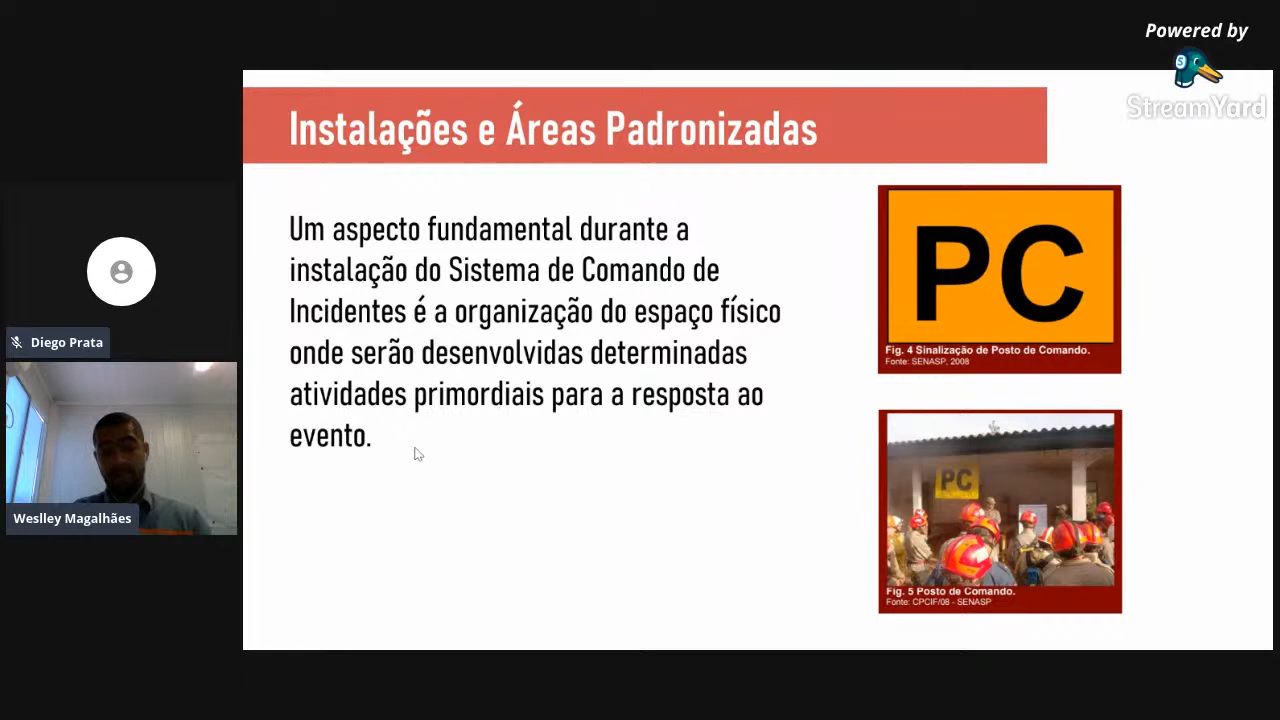 Powered by
StreamYard
Instalações e Áreas Padronizadas
Um aspecto fundamental durante a
instalação do Sistema de Comando de
Incidentes é a organização do espaço físico
onde serão desenvolvidas determinadas
atividades primordiais para a resposta ao
evento.
PC
Fig. 4 Sinalização de Posto de Comando.
Fonte: SENASP, 2008
PC
Fig. 5 Posto de Comando.
Fonte: CPCIF/08 - SENASP
Diego Prata
Weslley Magalhães